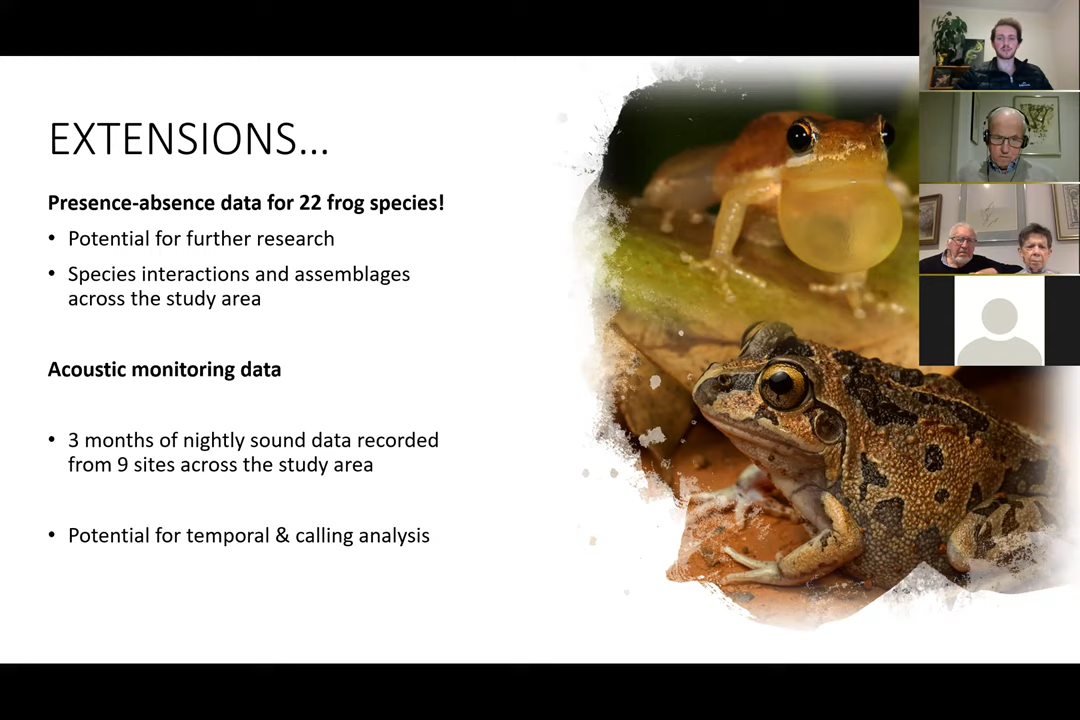 EXTENSIONS...
Presence-absence data for 22 frog species!
• Potential for further research
• Species interactions and assemblages
across the study area
Acoustic monitoring data
• 3 months of nightly sound data recorded
from 9 sites across the study area
• Potential for temporal & calling analysis